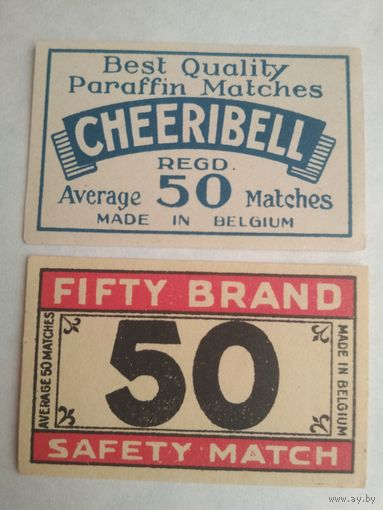 Best Quality
Paraffin Matches
CHEERIBELL
REGD.
Average 50 Matches
MADE IN BELGIUM
FIFTY BRAND
AVERAGE 50 MATCHES
50
MADE IN BELGIUM
SAFETY MATCH
www.ay.by